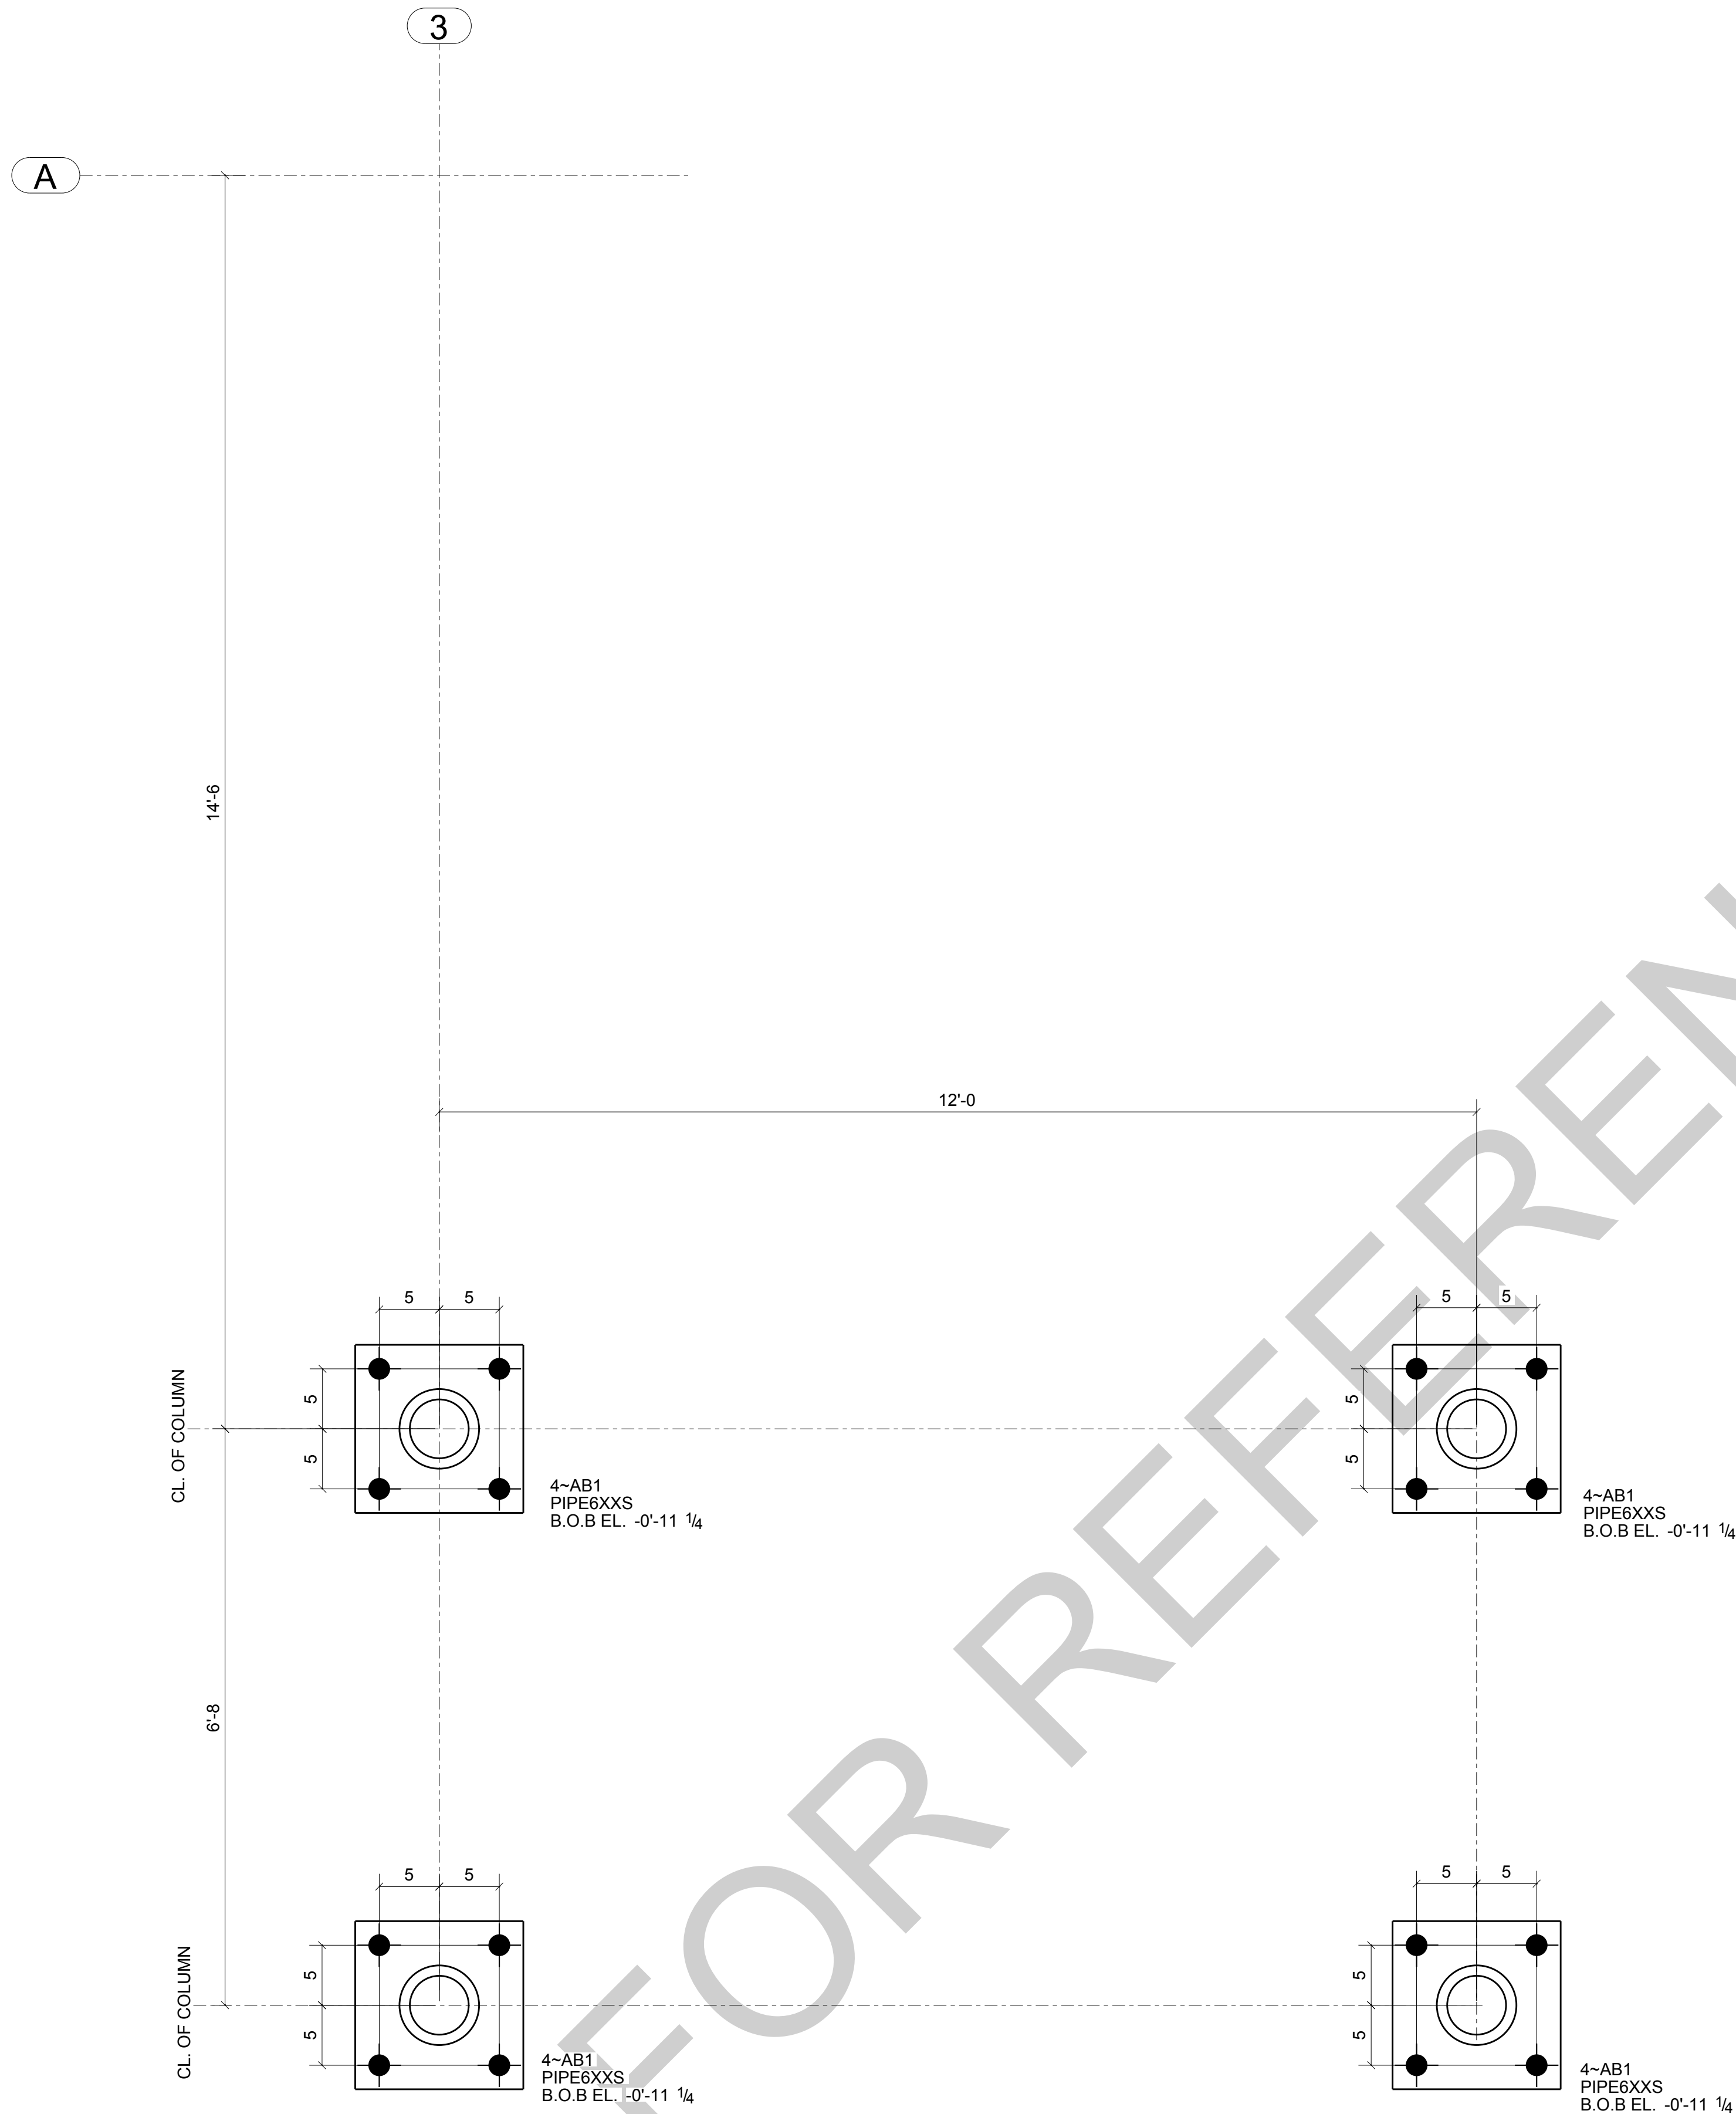 3
A
14'-6
12'-0
5 5
5 5
CL. OF COLUMN
5
5
5
5
4~AB1
PIPE6XXS
B.O.B EL. -0'-11 1/4
4~AB1
PIPE6XXS
B.O.B EL. -0'-11 1/4
6'-8
5 5
5 5
CL. OF COLUMN
5
5
5
5
4~AB1
PIPE6XXS
B.O.B EL. -0'-11 1/4
4~AB1
PIPE6XXS
B.O.B EL. -0'-11 1/4
FOR REFEREN